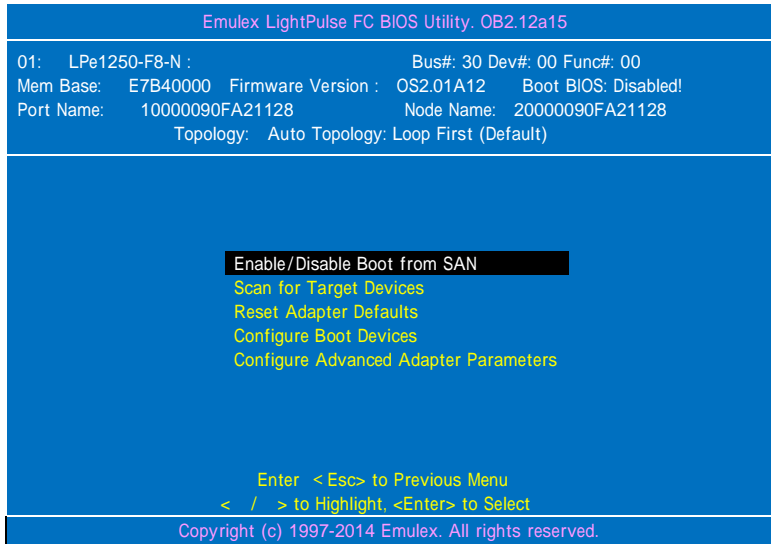 Emulex LightPulse FC BIOS Utility. OB2.12a15
01: LPe1250-F8-N : Bus#: 30 Dev#: 00 Func#: 00
Mem Base: E7B40000 Firmware Version : OS2.01A12 Boot BIOS: Disabled!
Port Name: 10000090FA21128 Node Name: 20000090FA21128
Topology: Auto Topology: Loop First (Default)
Enable/Disable Boot from SAN
Scan for Target Devices
Reset Adapter Defaults
Configure Boot Devices
Configure Advanced Adapter Parameters
Enter <Esc> to Previous Menu
< / > to Highlight, <Enter> to Select
Copyright (c) 1997-2014 Emulex. All rights reserved.